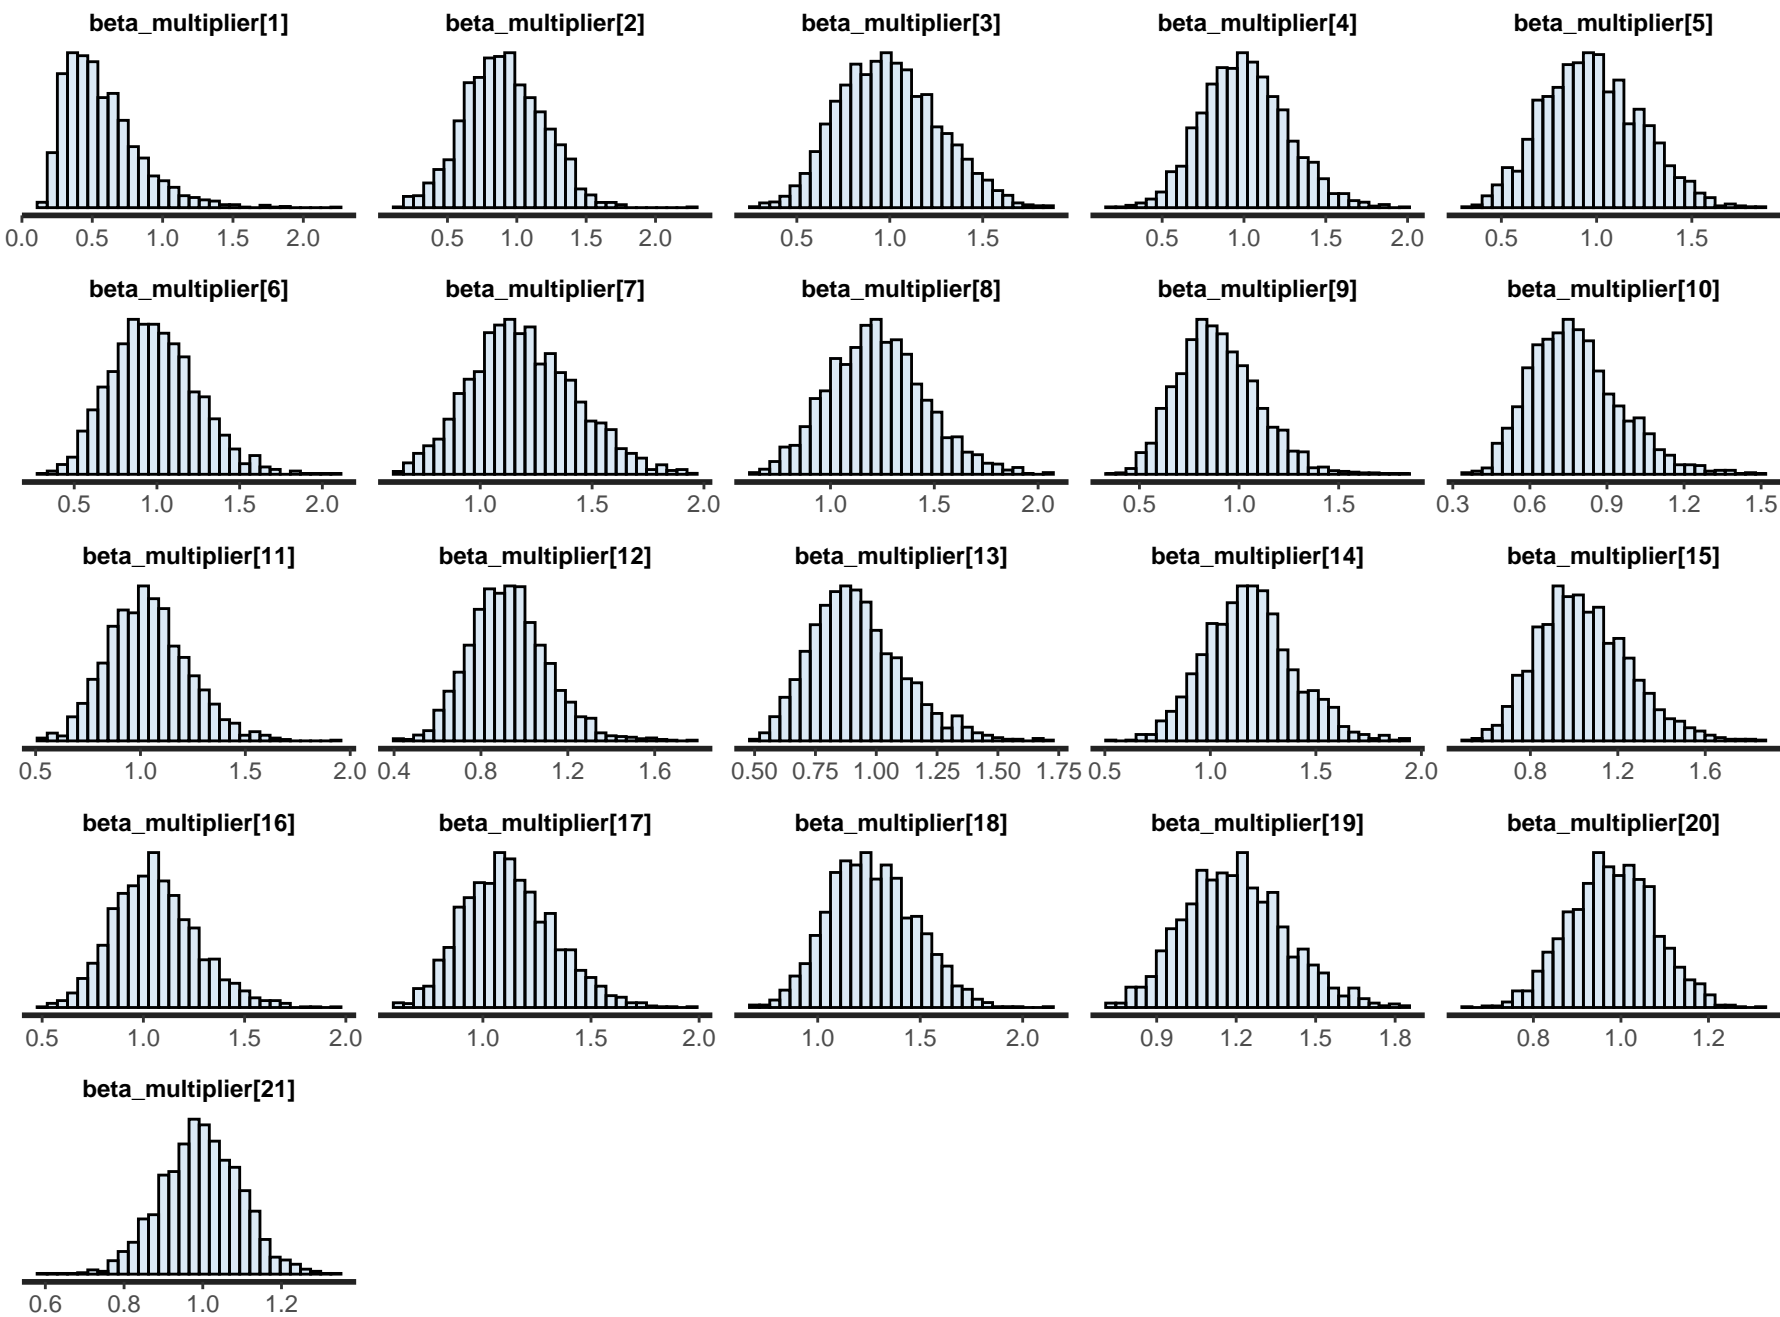 beta_multiplier[1] beta_multiplier[2] beta_multiplier[3] beta_multiplier[4] beta_multiplier[5]
0.0 0.5 1.0 1.5 2.0 0.5 1.0 1.5 2.0 0.5 1.0 1.5 0.5 1.0 1.5 2.0 0.5 1.0 1.5
beta_multiplier[6] beta_multiplier[7] beta_multiplier[8] beta_multiplier[9] beta_multiplier[10]
0.5 1.0 1.5 2.0 1.0 1.5 2.0 1.0 1.5 2.0 0.5 1.0 1.5 0.3 0.6 0.9 1.2 1.5
beta_multiplier[11] beta_multiplier[12] beta_multiplier[13] beta_multiplier[14] beta_multiplier[15]
0.5 1.0 1.5 2.0 0.4 0.8 1.2 1.6 0.50 0.75 1.00 1.25 1.50 1.75 0.5 1.0 1.5 2.0 0.8 1.2 1.6
beta_multiplier[16] beta_multiplier[17] beta_multiplier[18] beta_multiplier[19] beta_multiplier[20]
0.5 1.0 1.5 2.0 1.0 1.5 2.0 1.0 1.5 2.0 0.9 1.2 1.5 1.8 0.8 1.0 1.2
beta_multiplier[21]
0.6 0.8 1.0 1.2